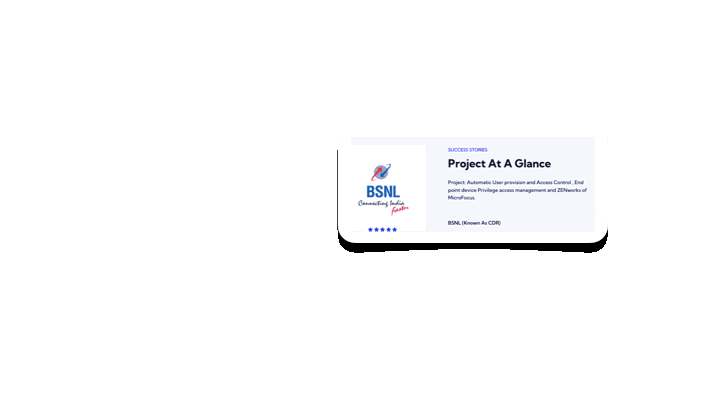 BSNL
Connecting India
faster
SUCCESS STORIES
Project At A Glance
Project: Automatic User provision and Access Control , End
point device Privilege access management and ZENworks of
MicroFocus.
BSNL (Known As CDR)